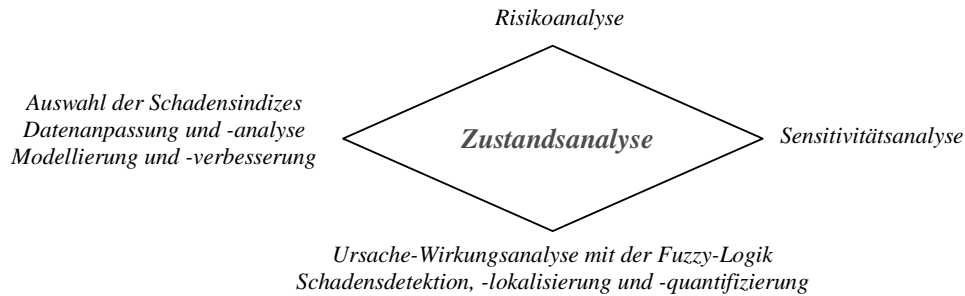 Risikoanalyse
Auswahl der Schadensindizes
Datenanpassung und -analyse
Modellierung und -verbesserung
Zustandsanalyse
Sensitivitätsanalyse
Ursache-Wirkungsanalyse mit der Fuzzy-Logik
Schadensdetektion, -lokalisierung und -quantifizierung